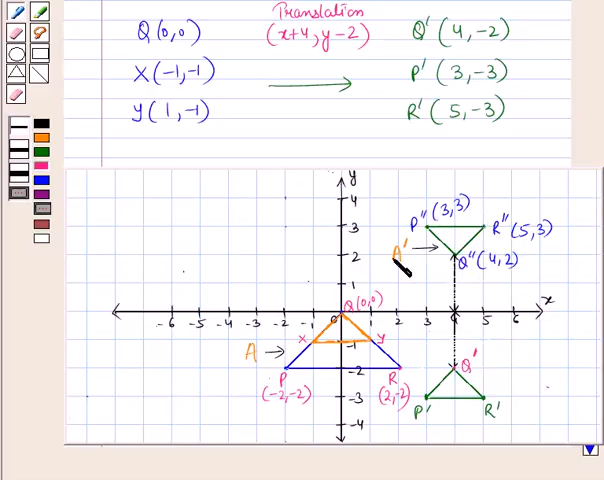 Translation
Q(0,0) (x+4, y-2) Q'(4,-2)
X(-1,-1) P'(3,-3)
Y(1,-1) R'(5,-3)
y
4
P"(3,3)
3
R"(5,3)
A'
2
Q"(4,2)
1
Q(0,0)
x
-6 -5 -4 -3 -2 -1 0 1 2 3 4 5 6
X -1 Y
A
-2 Q'
P R
(-2,-2) (2,-2)
-3
P' R'
-4